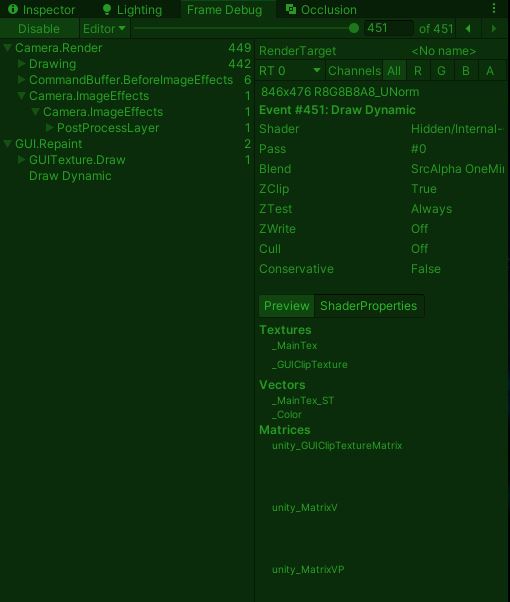 Inspector Lighting Frame Debug Occlusion
Disable Editor 451 of 451
Camera.Render 449
Drawing 442
CommandBuffer.BeforeImageEffects 6
Camera.ImageEffects 1
Camera.ImageEffects 1
PostProcessLayer 1
GUI.Repaint 2
GUITexture.Draw 1
Draw Dynamic
RenderTarget <No name>
RT 0 Channels All R G B A
846x476 R8G8B8A8_UNorm
Event #451: Draw Dynamic
Shader Hidden/Internal-
Pass #0
Blend SrcAlpha OneMin
ZClip True
ZTest Always
ZWrite Off
Cull Off
Conservative False
Preview ShaderProperties
Textures
_MainTex
_GUIClipTexture
Vectors
_MainTex_ST
_Color
Matrices
unity_GUIClipTextureMatrix
unity_MatrixV
unity_MatrixVP